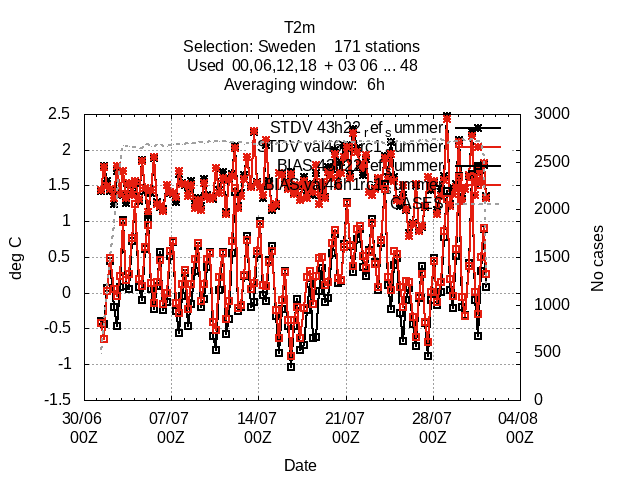 T2m
Selection: Sweden 171 stations
Used 00,06,12,18 + 03 06 ... 48
Averaging window: 6h
2.5
2
1.5
1
0.5
0
-0.5
-1
-1.5
deg C
3000
2500
2000
1500
1000
500
0
No cases
STDV 43h22_ref_summer
CASES
30/06 00Z
07/07 00Z
14/07 00Z
21/07 00Z
28/07 00Z
04/08 00Z
Date